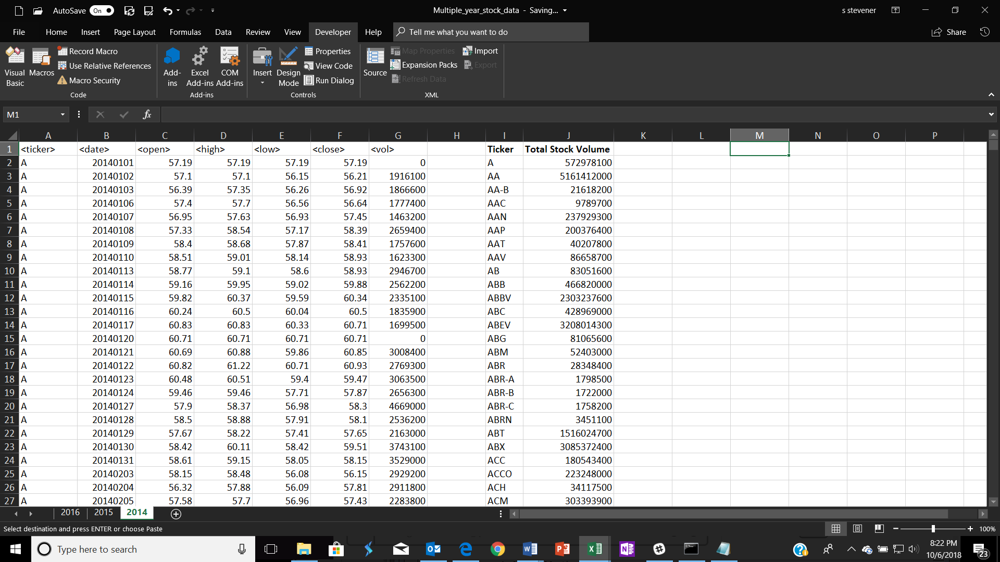 AutoSave On Multiple_year_stock_data - Saving... s stevener
File Home Insert Page Layout Formulas Data Review View Developer Help Tell me what you want to do Share
Visual Basic Macros Record Macro Use Relative References Macro Security Code
Add-ins Excel Add-ins COM Add-ins Add-ins
Insert Design Mode Properties View Code Run Dialog Controls
Source Map Properties Expansion Packs Refresh Data Import Export XML
M1 fx
A B C D E F G H I J K L M N O P
1 <ticker> <date> <open> <high> <low> <close> <vol> Ticker Total Stock Volume
2 A 20140101 57.19 57.19 57.19 57.19 0 A 572978100
3 A 20140102 57.1 57.1 56.15 56.21 1916100 AA 5161412000
4 A 20140103 56.39 57.35 56.26 56.92 1866600 AA-B 21618200
5 A 20140106 57.4 57.7 56.56 56.64 1777400 AAC 9789700
6 A 20140107 56.95 57.63 56.93 57.45 1463200 AAN 237929300
7 A 20140108 57.33 58.54 57.17 58.39 2659400 AAP 200376400
8 A 20140109 58.4 58.68 57.87 58.41 1757600 AAT 40207800
9 A 20140110 58.51 59.01 58.14 58.93 1623300 AAV 86658700
10 A 20140113 58.77 59.1 58.6 58.93 2946700 AB 83051600
11 A 20140114 59.16 59.95 59.02 59.88 2562200 ABB 466820000
12 A 20140115 59.82 60.37 59.59 60.34 2335100 ABBV 2303237600
13 A 20140116 60.24 60.5 60.04 60.5 1835900 ABC 428969000
14 A 20140117 60.83 60.83 60.33 60.71 1699500 ABEV 3208014300
15 A 20140120 60.71 60.71 60.71 60.71 0 ABG 81065600
16 A 20140121 60.69 60.88 59.86 60.85 3008400 ABM 52403000
17 A 20140122 60.82 61.22 60.71 60.93 2769300 ABR 28348400
18 A 20140123 60.48 60.51 59.4 59.47 3063500 ABR-A 1798500
19 A 20140124 59.46 59.46 57.71 57.87 2656300 ABR-B 1722000
20 A 20140127 57.9 58.37 56.98 58.3 4669000 ABR-C 1758200
21 A 20140128 58.5 58.88 57.91 58.1 2536200 ABRN 3451100
22 A 20140129 57.67 58.22 57.41 57.65 2163000 ABT 1516024700
23 A 20140130 58.42 60.11 58.42 59.51 3743100 ABX 3085372400
24 A 20140131 58.61 59.15 58.05 58.15 3529000 ACC 180543400
25 A 20140203 58.15 58.48 56.08 56.15 2929200 ACCO 223248000
26 A 20140204 56.32 57.88 56.09 57.81 2911800 ACH 34117500
27 A 20140205 57.58 57.7 56.96 57.43 2283800 ACM 303393900
2016 2015 2014
Select destination and press ENTER or choose Paste 100%
Type here to search 8:22 PM
10/6/2018 23